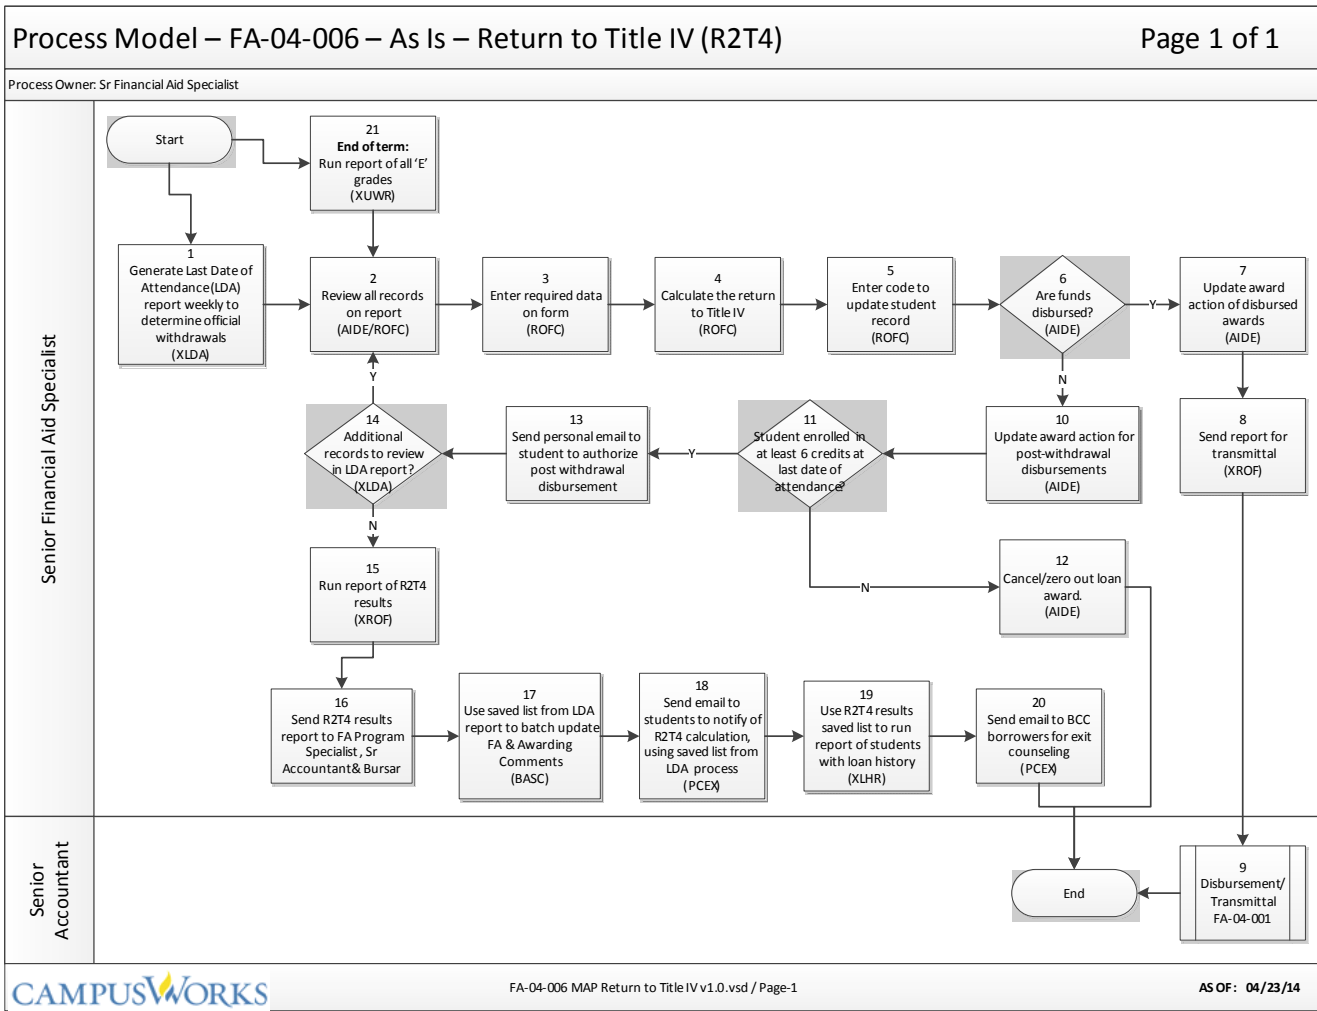 Process Model – FA-04-006 – As Is – Return to Title IV (R2T4)
Page 1 of 1
Process Owner: Sr Financial Aid Specialist
Senior Financial Aid Specialist
Start
21
End of term:
Run report of all 'E'
grades
(XUWR)
1
Generate Last Date of
Attendance (LDA)
report weekly to
determine official
withdrawals
(XLDA)
2
Review all records
on report
(AIDE/ROFC)
3
Enter required data
on form
(ROFC)
4
Calculate the return
to Title IV
(ROFC)
5
Enter code to
update student
record
(ROFC)
6
Are funds
disbursed?
(AIDE)
Y
7
Update award
action of disbursed
awards
(AIDE)
Y
N
14
Additional
records to review
in LDA report?
(XLDA)
13
Send personal email to
student to authorize
post withdrawal
disbursement
Y
11
Student enrolled in
at least 6 credits at
last date of
attendance?
10
Update award action for
post-withdrawal
disbursements
(AIDE)
8
Send report for
transmittal
(XROF)
N
15
Run report of R2T4
results
(XROF)
N
12
Cancel/zero out loan
award.
(AIDE)
16
Send R2T4 results
report to FA Program
Specialist, Sr
Accountant & Bursar
17
Use saved list from LDA
report to batch update
FA & Awarding
Comments
(BASC)
18
Send email to
students to notify of
R2T4 calculation,
using saved list from
LDA process
(PCEX)
19
Use R2T4 results
saved list to run
report of students
with loan history
(XLHR)
20
Send email to BCC
borrowers for exit
counseling
(PCEX)
Senior
Accountant
End
9
Disbursement/
Transmittal
FA-04-001
CAMPUSWORKS
FA-04-006 MAP Return to Title IV v1.0.vsd / Page-1
AS OF: 04/23/14